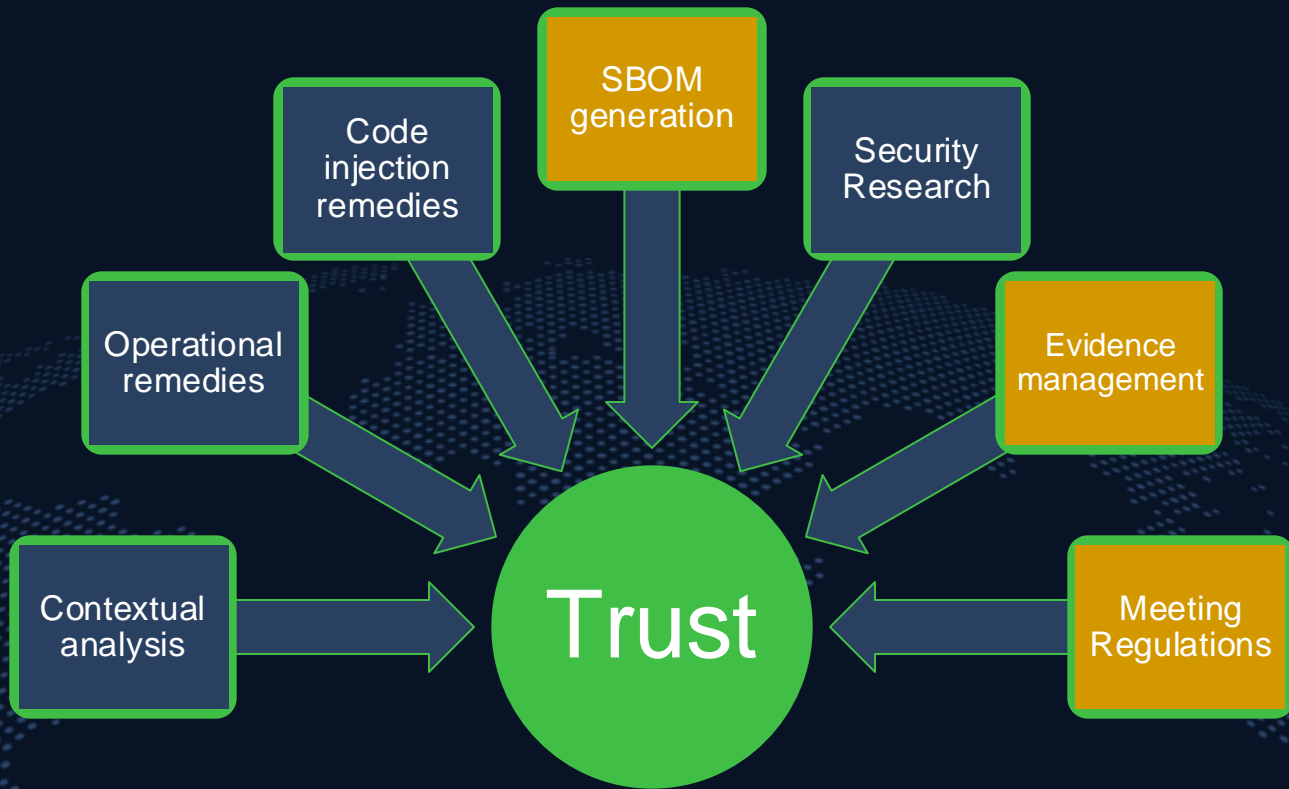 SBOM
generation
Code
injection
remedies
Security
Research
Operational
remedies
Evidence
management
Contextual
analysis
Trust
Meeting
Regulations